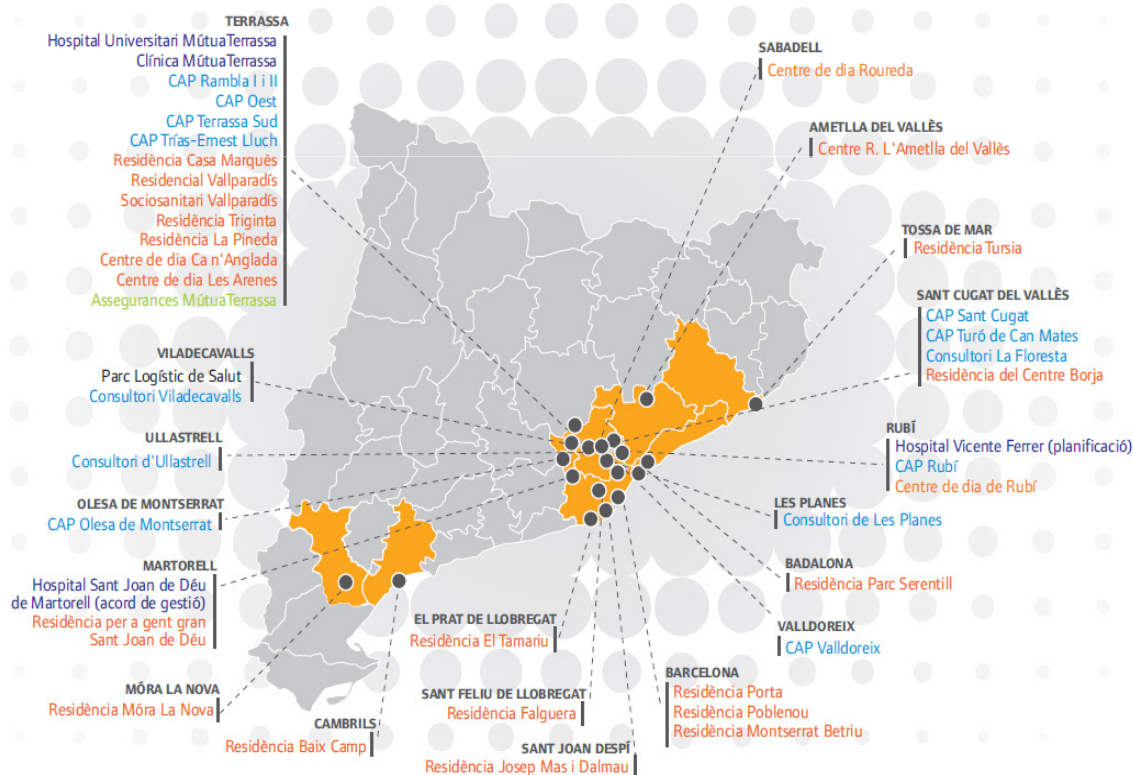 TERRASSA
Hospital Universitari MútuaTerrassa
Clínica MútuaTerrassa
CAP Rambla I i II
CAP Oest
CAP Terrassa Sud
CAP Trías-Ernest Lluch
Residència Casa Marquès
Residencial Vallparadís
Sociosanitari Vallparadís
Residència Triginta
Residència La Pineda
Centre de dia Ca n'Anglada
Centre de dia Les Arenes
Assegurances MútuaTerrassa
VILADECAVALLS
Parc Logístic de Salut
Consultori Viladecavalls
ULLASTRELL
Consultori d'Ullastrell
OLESA DE MONTSERRAT
CAP Olesa de Montserrat
MARTORELL
Hospital Sant Joan de Déu
de Martorell (acord de gestió)
Residència per a gent gran
Sant Joan de Déu
MÓRA LA NOVA
Residència Móra La Nova
CAMBRILS
Residència Baix Camp
EL PRAT DE LLOBREGAT
Residència El Tamariu
SANT FELIU DE LLOBREGAT
Residència Falguera
SANT JOAN DESPÍ
Residència Josep Mas i Dalmau
BARCELONA
Residència Porta
Residència Poblenou
Residència Montserrat Betriu
SABADELL
Centre de dia Roureda
AMETLLA DEL VALLÈS
Centre R. L'Ametlla del Vallès
TOSSA DE MAR
Residència Tursia
SANT CUGAT DEL VALLÈS
CAP Sant Cugat
CAP Turó de Can Mates
Consultori La Floresta
Residència del Centre Borja
RUBÍ
Hospital Vicente Ferrer (planificació)
CAP Rubí
Centre de dia de Rubí
LES PLANES
Consultori de Les Planes
BADALONA
Residència Parc Serentill
VALLDOREIX
CAP Valldoreix